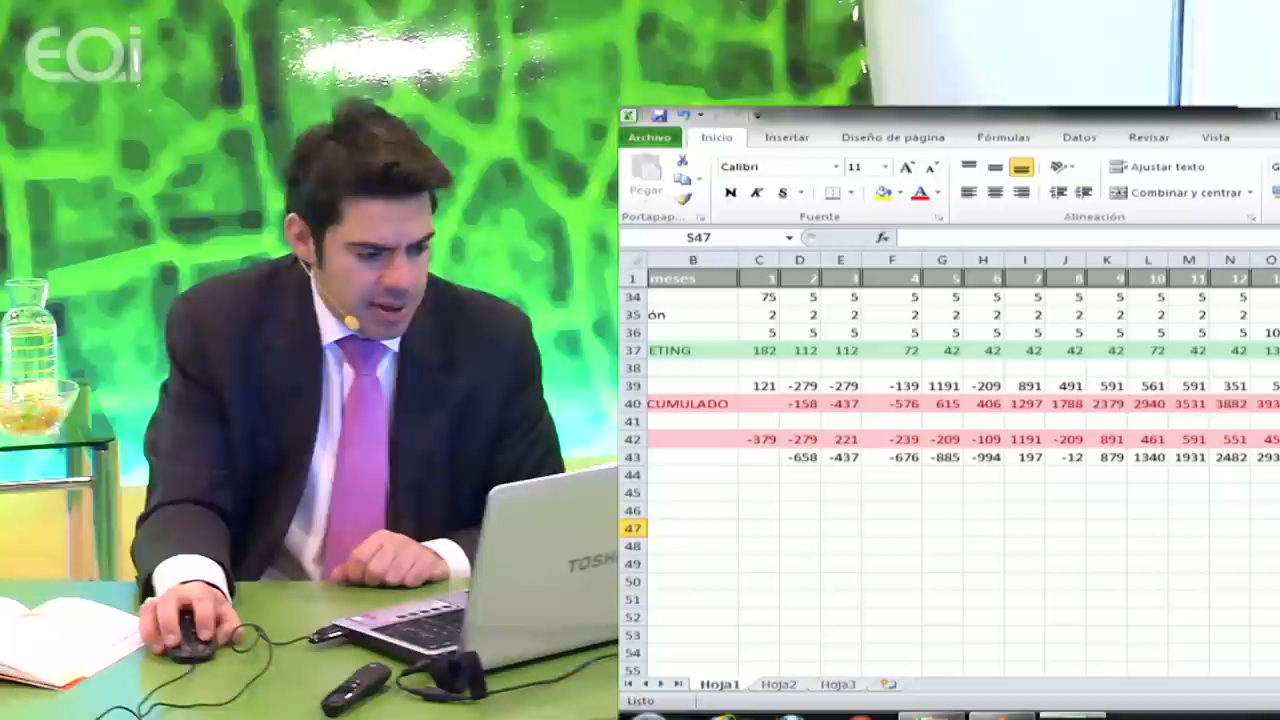 EOi
Archivo Inicio Insertar Diseño de página Fórmulas Datos Revisar Vista
Calibri 11 Ajustar texto
Pegar N K S Combinar y centrar
Portapap... Fuente Alineación
S47 fx
B C D E F G H I J K L M N O
1 meses 1 2 3 4 5 6 7 8 9 10 11 12
34 75 5 5 5 5 5 5 5 5 5 5 5
35 ón 2 2 2 2 2 2 2 2 2 2 2 2
36 5 5 5 5 5 5 5 5 5 5 5 5 10
37 ETING 182 112 112 72 42 42 42 42 42 72 42 42 13
38
39 121 -279 -279 -139 1191 -209 891 491 591 561 591 351 5
40 CUMULADO -158 -437 -576 615 406 1297 1788 2379 2940 3531 3882 393
41
42 -379 -279 221 -239 -209 -109 1191 -209 891 461 591 551 45
43 -658 -437 -676 -885 -994 197 -12 879 1340 1931 2482 293
44
45
46
47
48
49
50
51
52
53
54
55
Hoja1 Hoja2 Hoja3
Listo
TOSH